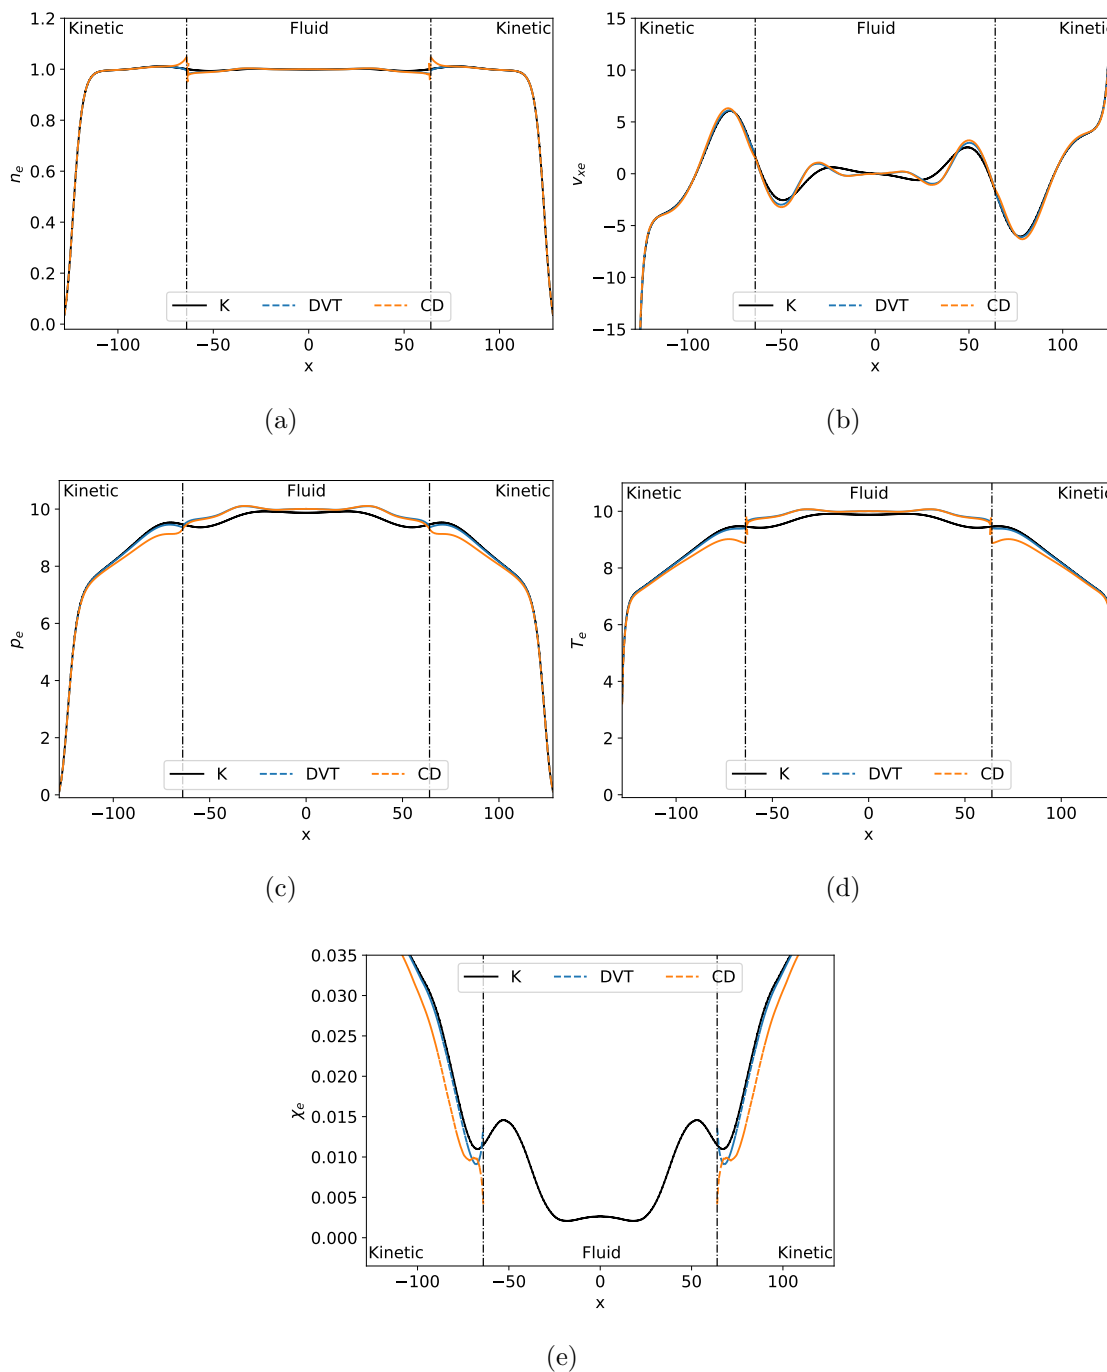 Kinetic Fluid Kinetic
1.2
1.0
0.8
0.6
0.4
0.2
0.0
n_e
K DVT CD
−100 −50 0 50 100
x
(a)
Kinetic Fluid Kinetic
15
10
5
0
−5
−10
−15
v_{xe}
K DVT CD
−100 −50 0 50 100
x
(b)
Kinetic Fluid Kinetic
10
8
6
4
2
0
p_e
K DVT CD
−100 −50 0 50 100
x
(c)
Kinetic Fluid Kinetic
10
8
6
4
2
0
T_e
K DVT CD
−100 −50 0 50 100
x
(d)
K DVT CD
0.035
0.030
0.025
0.020
0.015
0.010
0.005
0.000
χ_e
Kinetic Fluid Kinetic
−100 −50 0 50 100
x
(e)